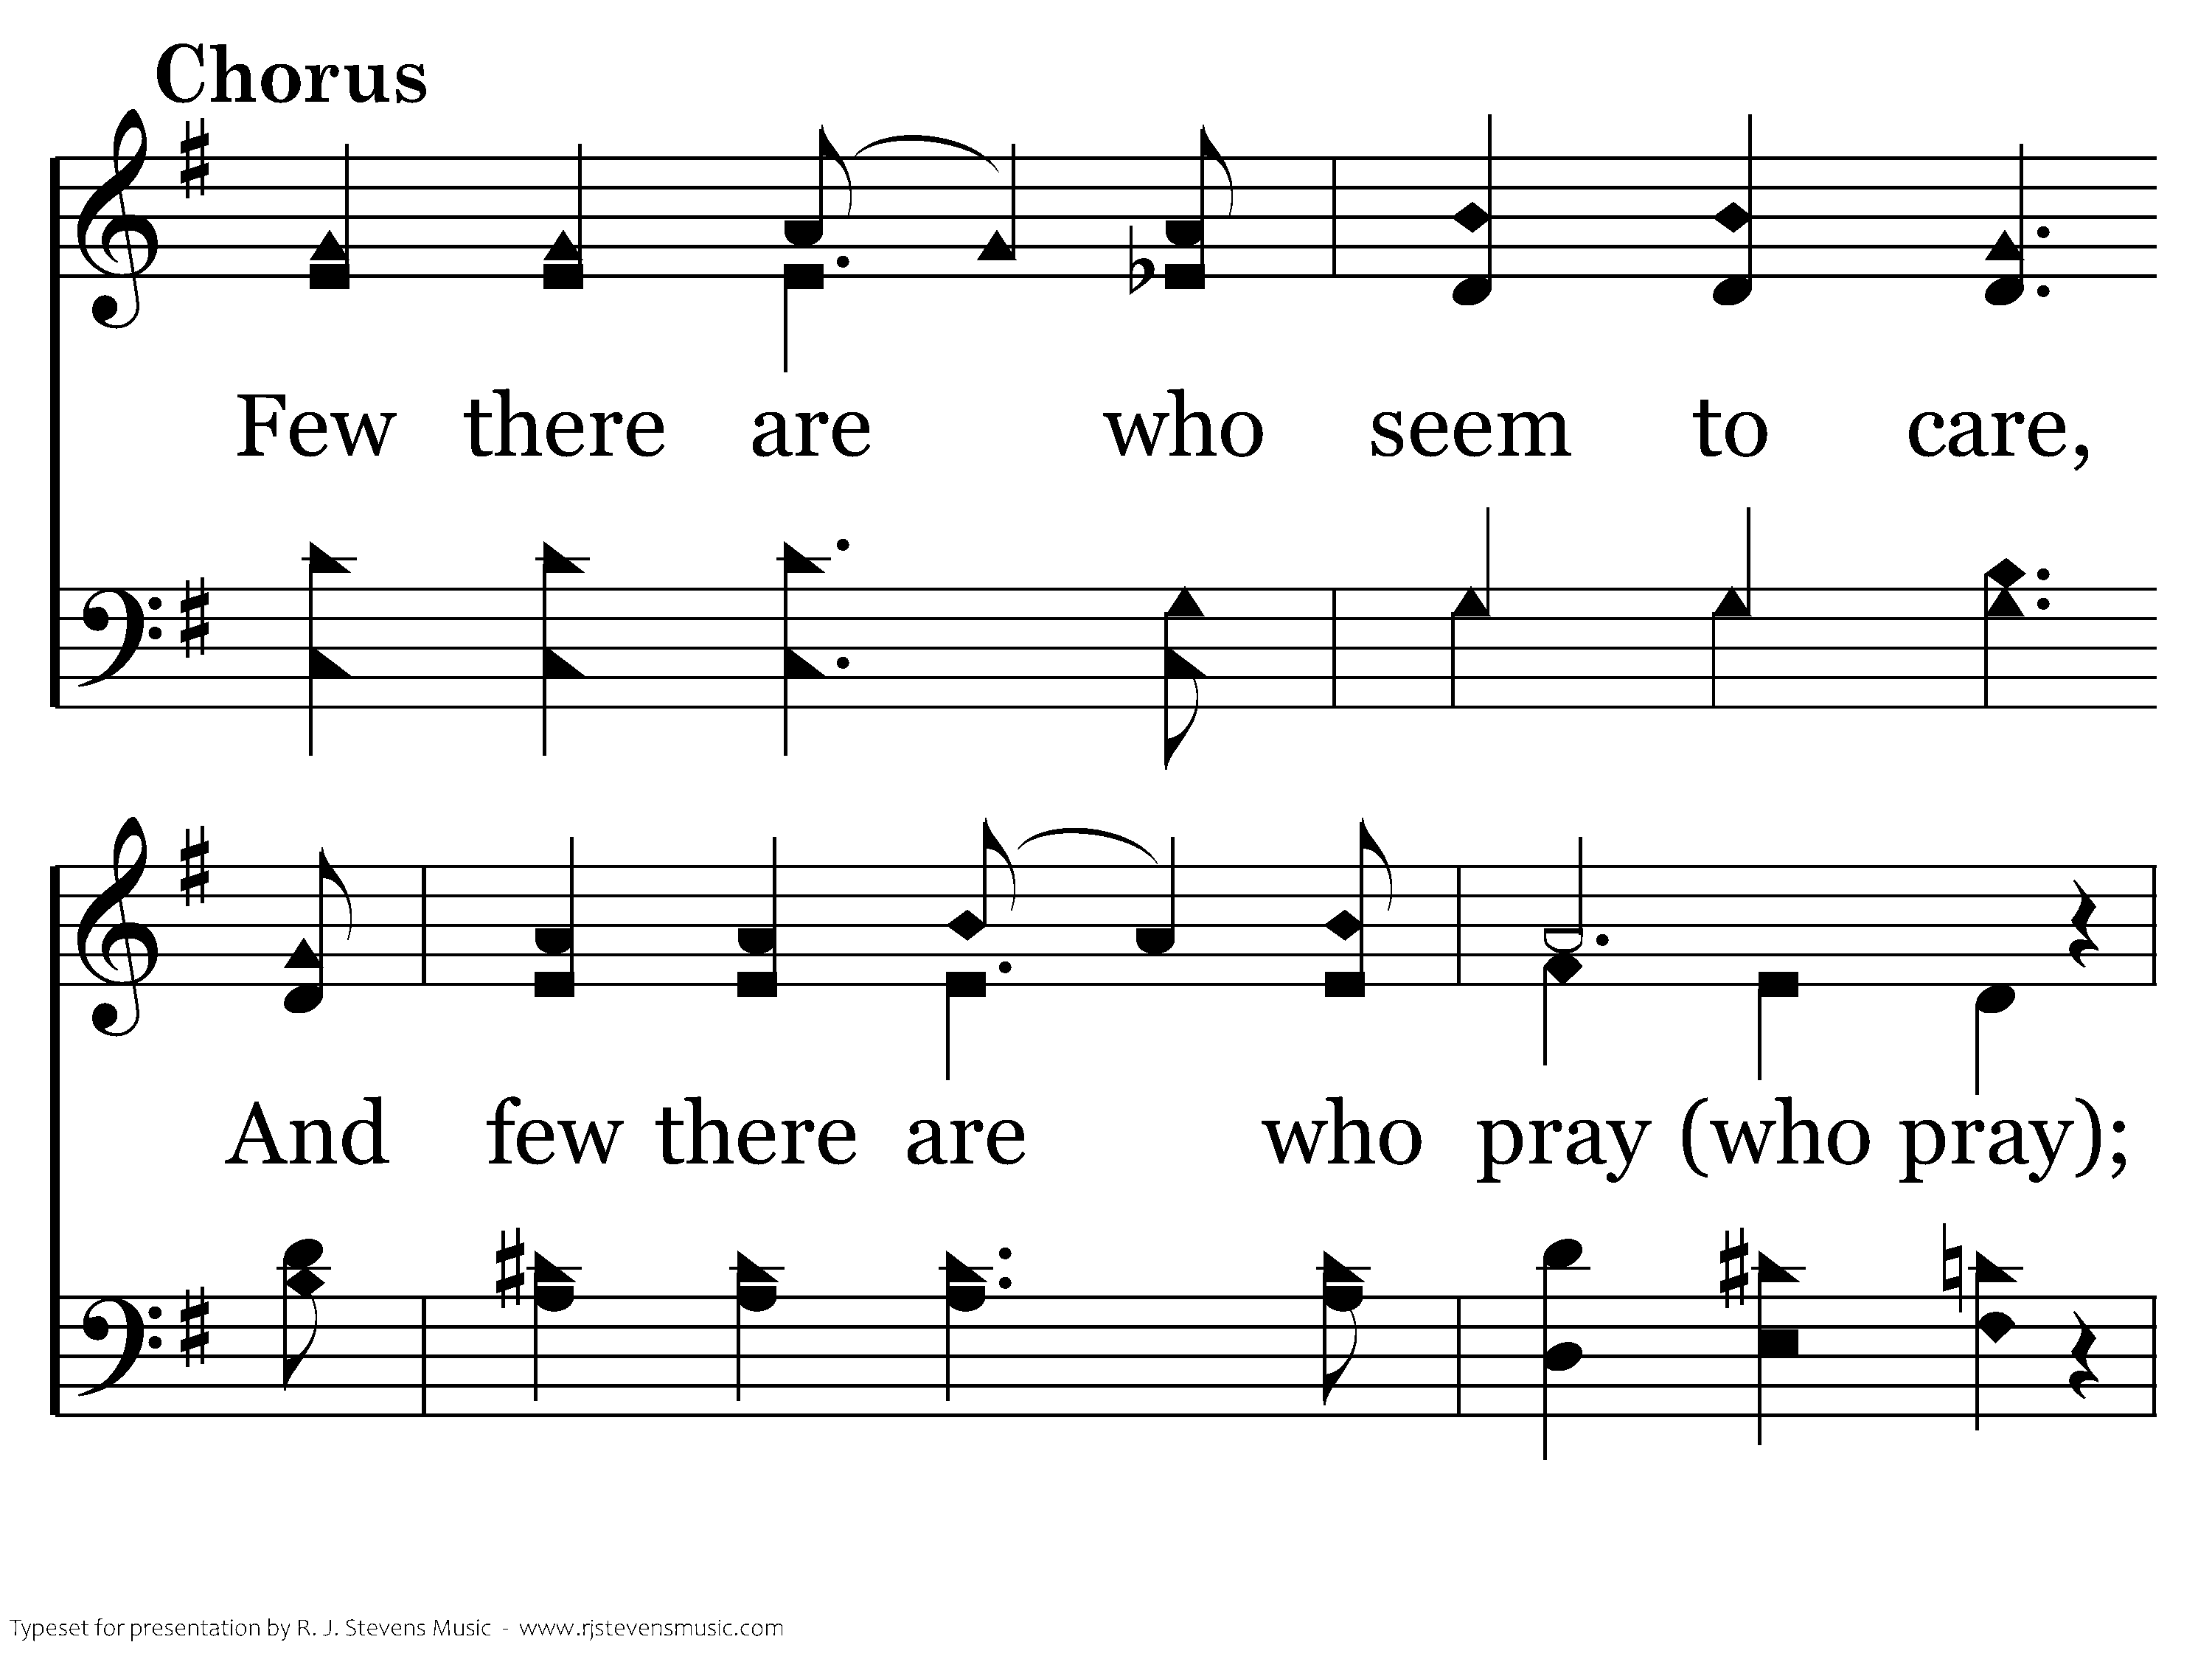 Chorus
Few there are who seem to care,
And few there are who pray (who pray);
Typeset for presentation by R. J. Stevens Music - www.rjstevensmusic.com